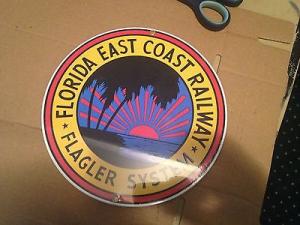 FLORIDA EAST COAST RAILWAY
FLAGLER SYSTEM